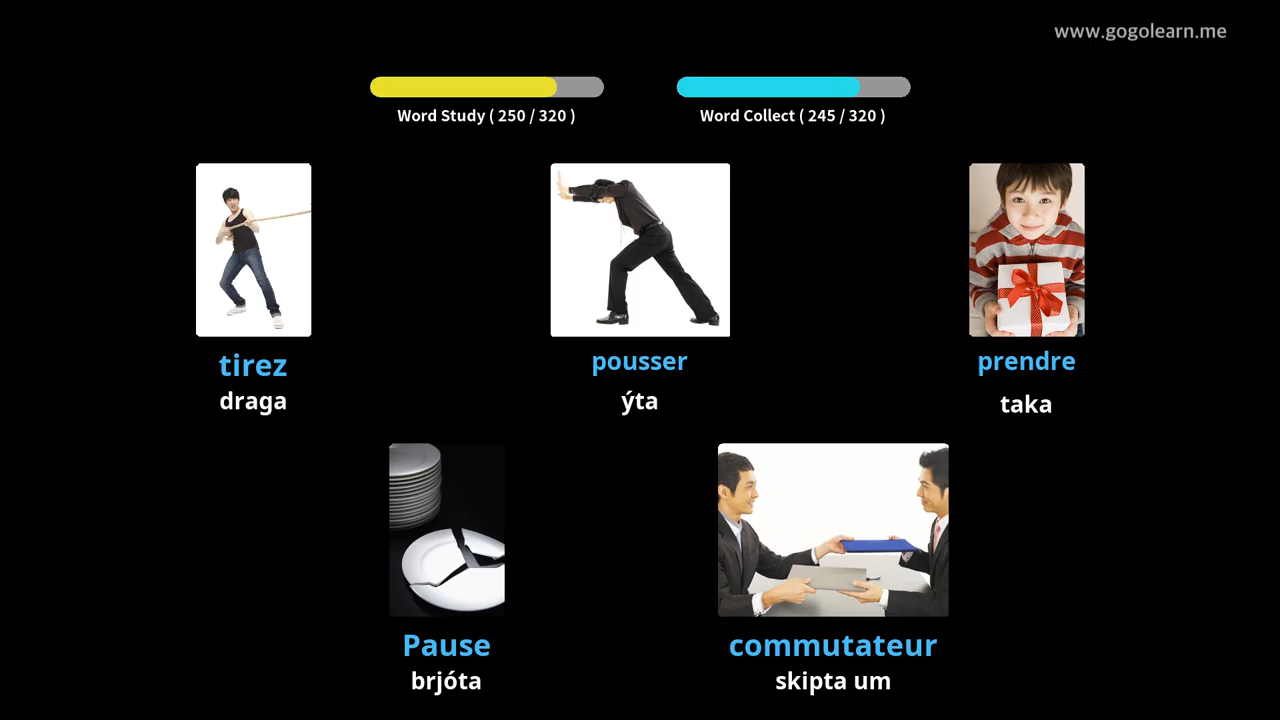 www.gogolearn.me
Word Study ( 250 / 320 )
Word Collect ( 245 / 320 )
tirez
draga
pousser
ýta
prendre
taka
Pause
brjóta
commutateur
skipta um